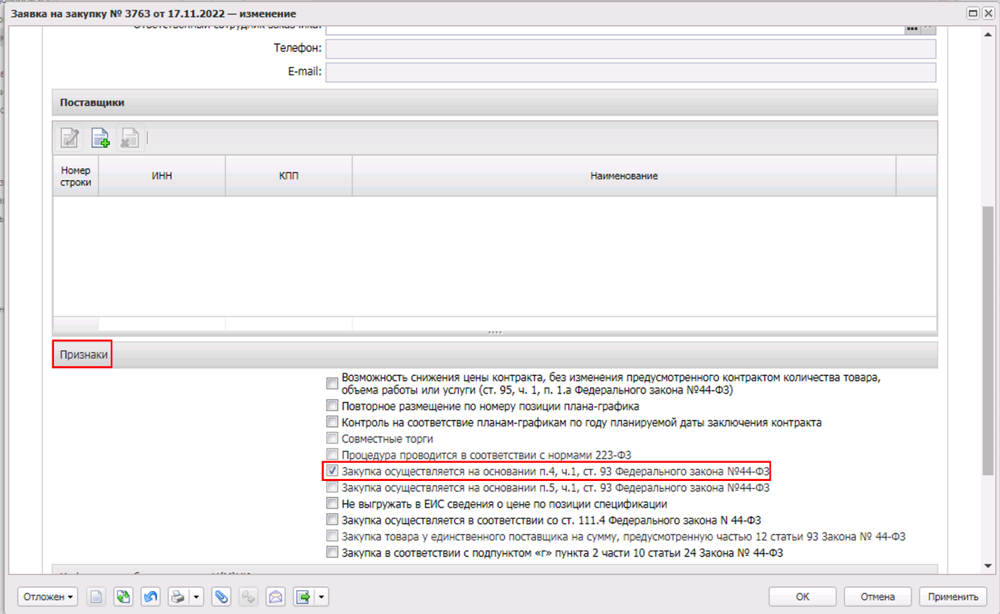 Заявка на закупку № 3763 от 17.11.2022 — изменение
Ответственный сотрудник заказчика:
Телефон:
E-mail:
Поставщики
Номер строки
ИНН
КПП
Наименование
Признаки
Возможность снижения цены контракта, без изменения предусмотренного контрактом количества товара,
объема работы или услуги (ст. 95, ч. 1, п. 1.а Федерального закона №44-ФЗ)
Повторное размещение по номеру позиции плана-графика
Контроль на соответствие планам-графикам по году планируемой даты заключения контракта
Совместные торги
Процедура проводится в соответствии с нормами 223-ФЗ
Закупка осуществляется на основании п.4, ч.1, ст. 93 Федерального закона №44-ФЗ
Закупка осуществляется на основании п.5, ч.1, ст. 93 Федерального закона №44-ФЗ
Не выгружать в ЕИС сведения о цене по позиции спецификации
Закупка осуществляется в соответствии со ст. 111.4 Федерального закона N 44-ФЗ
Закупка товара у единственного поставщика на сумму, предусмотренную частью 12 статьи 93 Закона № 44-ФЗ
Закупка в соответствии с подпунктом «г» пункта 2 части 10 статьи 24 Закона № 44-ФЗ
Отложен
OK
Отмена
Применить